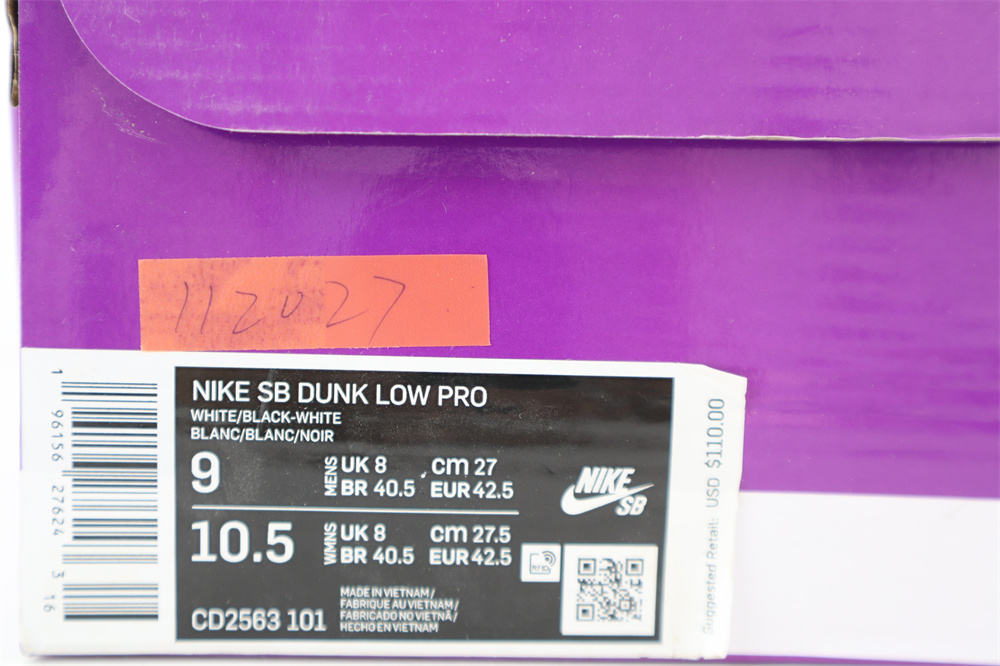 112027
NIKE SB DUNK LOW PRO
WHITE/BLACK-WHITE
BLANC/BLANC/NOIR
9
MENS
UK 8
CM 27
BR 40.5
EUR 42.5
10.5
WMNS
UK 8
CM 27.5
BR 40.5
EUR 42.5
NIKE
SB
RFID
CD2563 101
MADE IN VIETNAM/
FABRIQUE AU VIETNAM/
FABRICADO NO VIETNÃ/
HECHO EN VIETNAM
1 96156 27624 3 16
Suggested Retail: USD $110.00